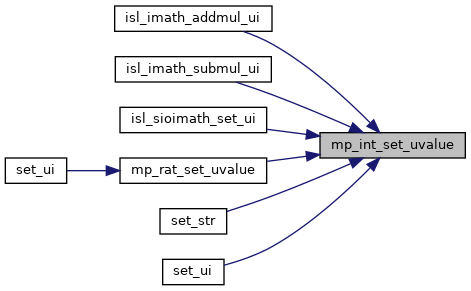 isl_imath_addmul_ui
isl_imath_submul_ui
isl_sioimath_set_ui
mp_int_set_uvalue
set_ui
mp_rat_set_uvalue
set_str
set_ui